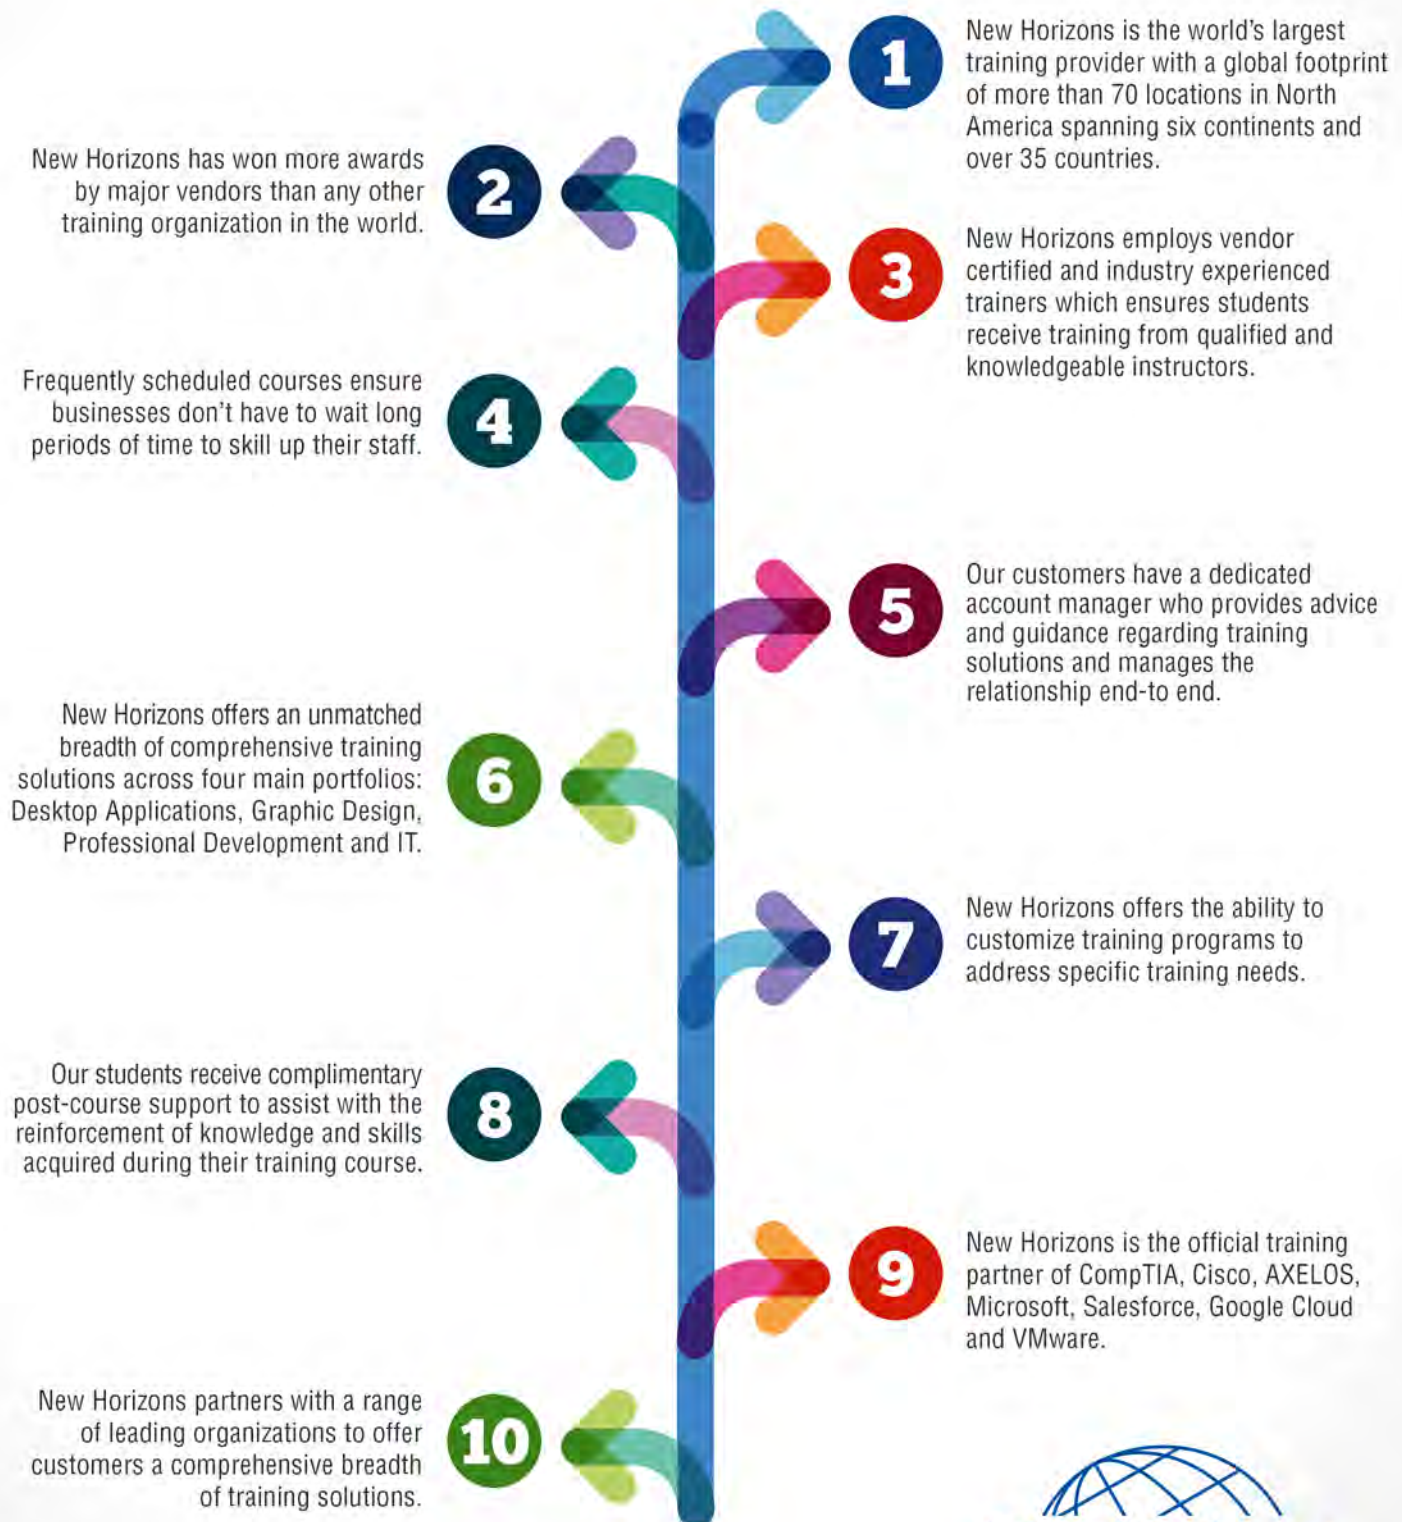 1
New Horizons is the world's largest
training provider with a global footprint
of more than 70 locations in North
America spanning six continents and
over 35 countries.
New Horizons has won more awards
by major vendors than any other
training organization in the world.
2
3
New Horizons employs vendor
certified and industry experienced
trainers which ensures students
receive training from qualified and
knowledgeable instructors.
Frequently scheduled courses ensure
businesses don't have to wait long
periods of time to skill up their staff.
4
5
Our customers have a dedicated
account manager who provides advice
and guidance regarding training
solutions and manages the
relationship end-to end.
New Horizons offers an unmatched
breadth of comprehensive training
solutions across four main portfolios:
Desktop Applications, Graphic Design,
Professional Development and IT.
6
7
New Horizons offers the ability to
customize training programs to
address specific training needs.
Our students receive complimentary
post-course support to assist with the
reinforcement of knowledge and skills
acquired during their training course.
8
9
New Horizons is the official training
partner of CompTIA, Cisco, AXELOS,
Microsoft, Salesforce, Google Cloud
and VMware.
New Horizons partners with a range
of leading organizations to offer
customers a comprehensive breadth
of training solutions.
10